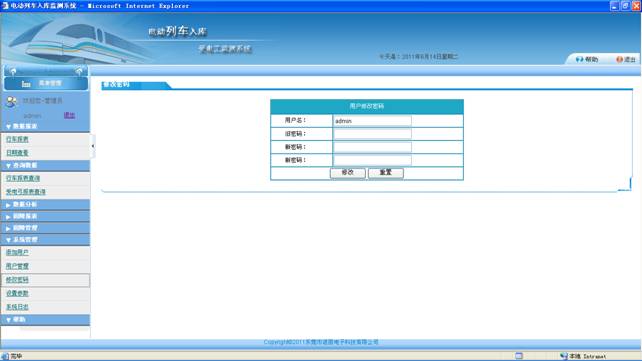 电动列车入库监测系统 - Microsoft Internet Explorer
电动列车入库
受电弓监测系统
今天是：2011年6月14日星期二
帮助
退出
菜单管理
欢迎您-管理员
admin 退出
数据报表
行车报表
日期查看
查询数据
行车报表查询
受电弓报表查询
数据分析
故障报表
故障管理
系统管理
添加用户
用户管理
修改密码
设置参数
系统日志
帮助
修改密码
用户修改密码
用户名： admin
旧密码：
新密码：
新密码：
修改 重置
Copyright©2011东莞市诺丽电子科技有限公司
完毕
本地 Intranet